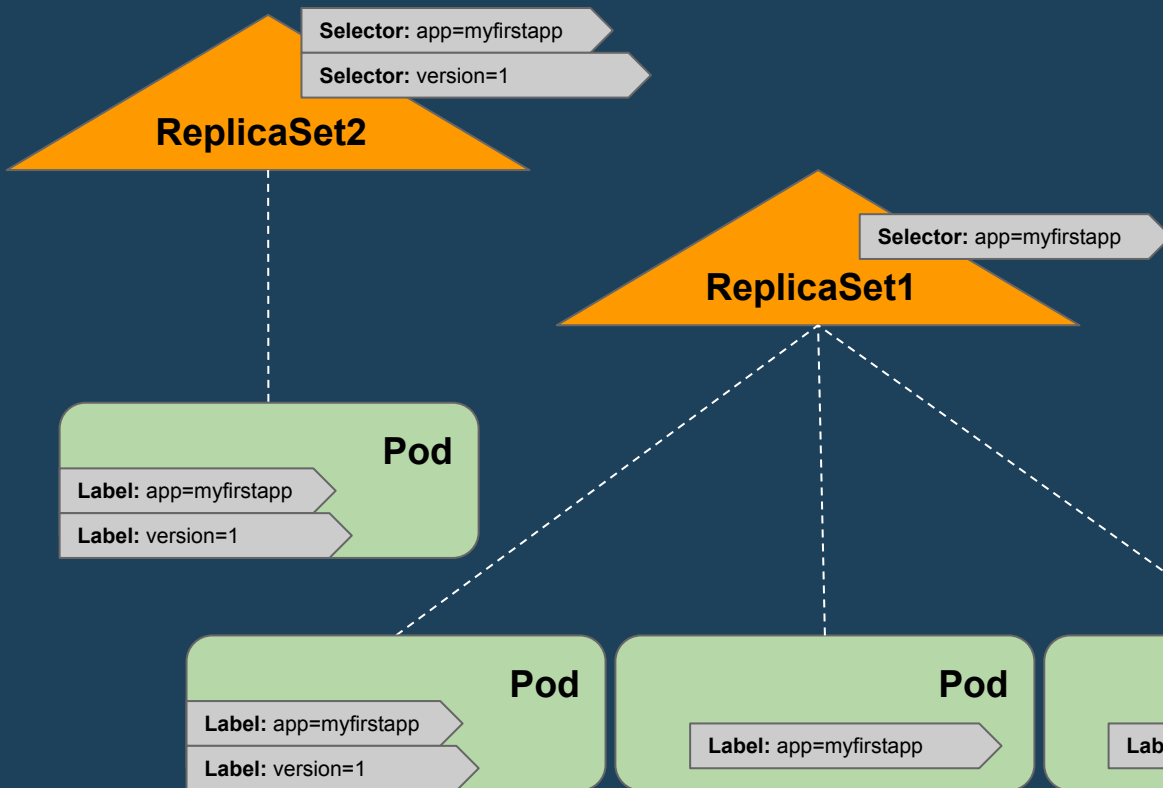 Selector: app=myfirstapp
Selector: version=1
ReplicaSet2
Selector: app=myfirstapp
ReplicaSet1
Pod
Label: app=myfirstapp
Label: version=1
Pod
Label: app=myfirstapp
Label: version=1
Pod
Label: app=myfirstapp
Lab